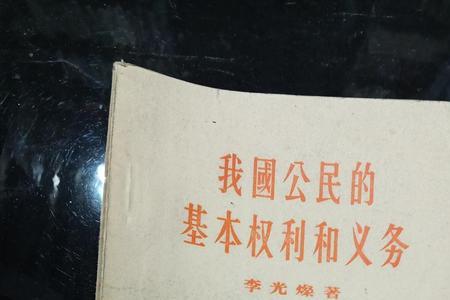 我國公民的
基本权利和义务
李光燦著